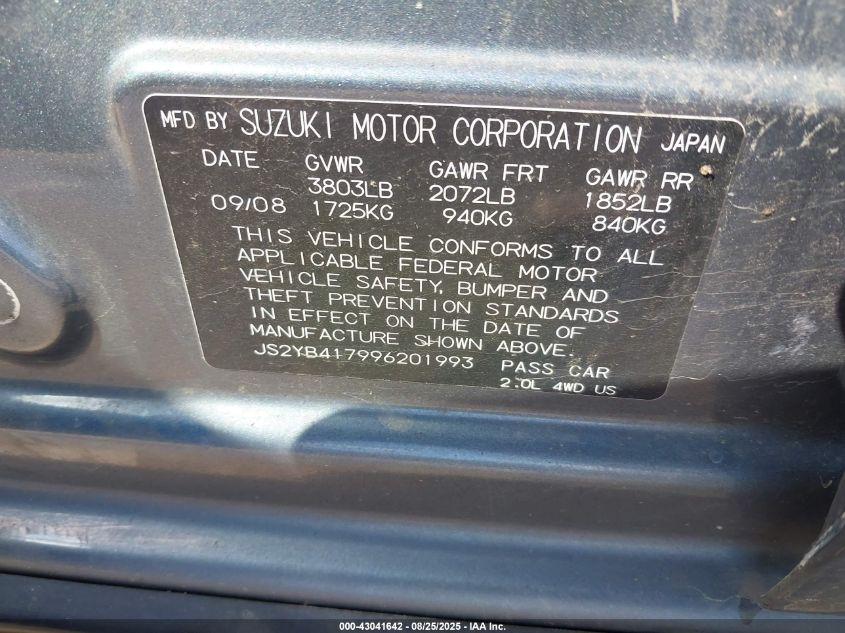 MFD BY SUZUKI MOTOR CORPORATION JAPAN
DATE GVWR GAWR FRT GAWR RR
3803LB 2072LB 1852LB
09/08 1725KG 940KG 840KG
THIS VEHICLE CONFORMS TO ALL
APPLICABLE FEDERAL MOTOR
VEHICLE SAFETY, BUMPER AND
THEFT PREVENTION STANDARDS
IN EFFECT ON THE DATE OF
MANUFACTURE SHOWN ABOVE.
JS2YB417996201993 PASS CAR
2.0L 4WD US
000-43041642 - 08/25/2025 - IAA Inc.